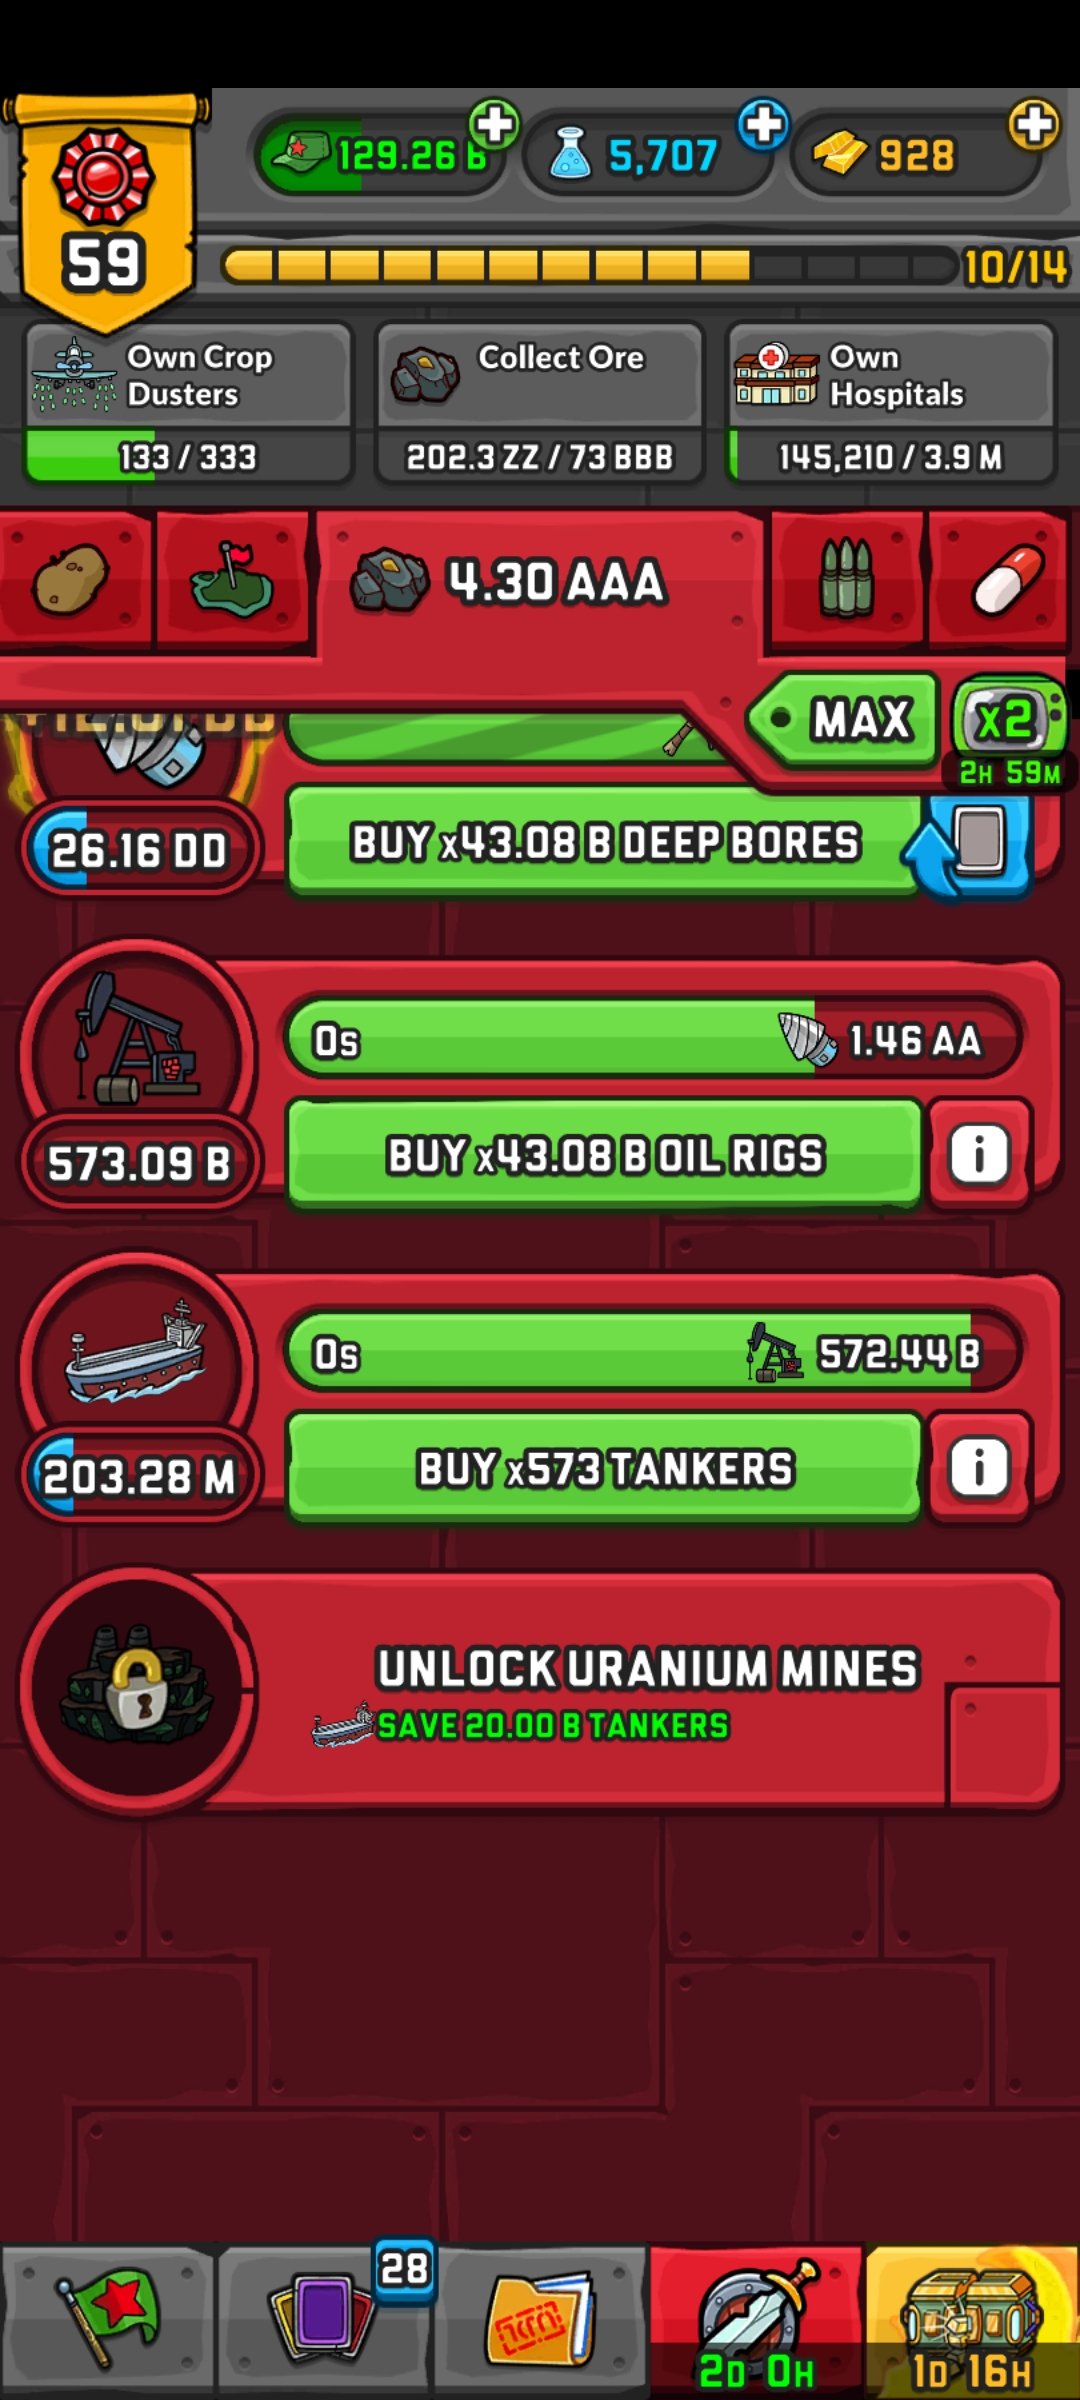 129.26 B
5,707
928
59
10/14
Own Crop
Dusters
133 / 333
Collect Ore
202.3 ZZ / 73 BBB
Own
Hospitals
145,210 / 3.9 M
4.30 AAA
MAX
x2
2H 59M
26.16 DD
BUY x43.08 B DEEP BORES
0s
1.46 AA
573.09 B
BUY x43.08 B OIL RIGS
i
0s
572.44 B
203.28 M
BUY x573 TANKERS
i
UNLOCK URANIUM MINES
SAVE 20.00 B TANKERS
28
2D 0H
1D 16H